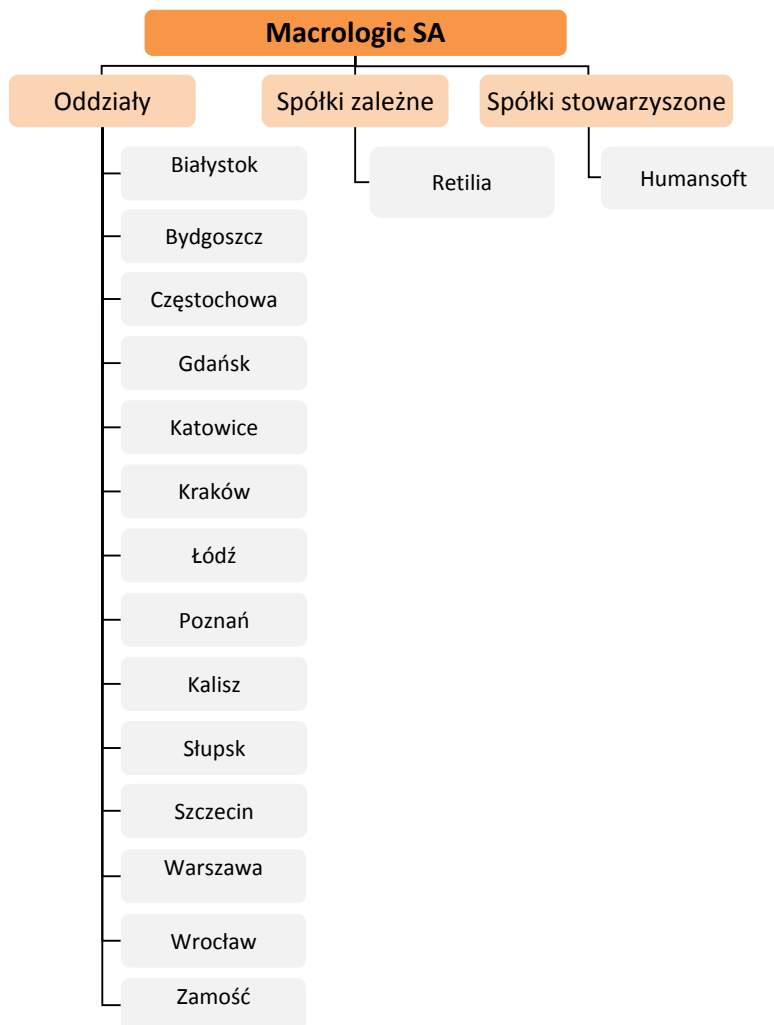 Macrologic SA
Oddziały
Spółki zależne
Spółki stowarzyszone
Białystok
Retilia
Humansoft
Bydgoszcz
Częstochowa
Gdańsk
Katowice
Kraków
Łódź
Poznań
Kalisz
Słupsk
Szczecin
Warszawa
Wrocław
Zamość